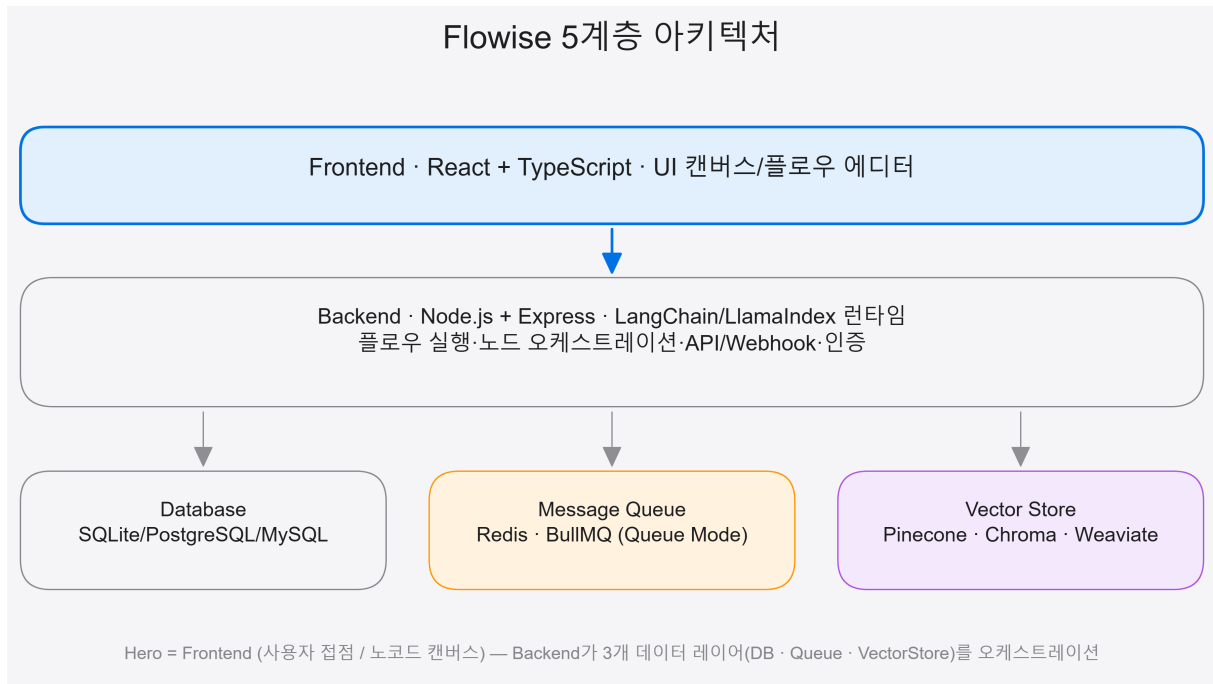 Flowise 5계층 아키텍처
Frontend · React + TypeScript · UI 캔버스/플로우 에디터
Backend · Node.js + Express · LangChain/LlamaIndex 런타임
플로우 실행·노드 오케스트레이션·API/Webhook·인증
Database
SQLite/PostgreSQL/MySQL
Message Queue
Redis · BullMQ (Queue Mode)
Vector Store
Pinecone · Chroma · Weaviate
Hero = Frontend (사용자 접점 / 노코드 캔버스) — Backend가 3개 데이터 레이어(DB · Queue · VectorStore)를 오케스트레이션